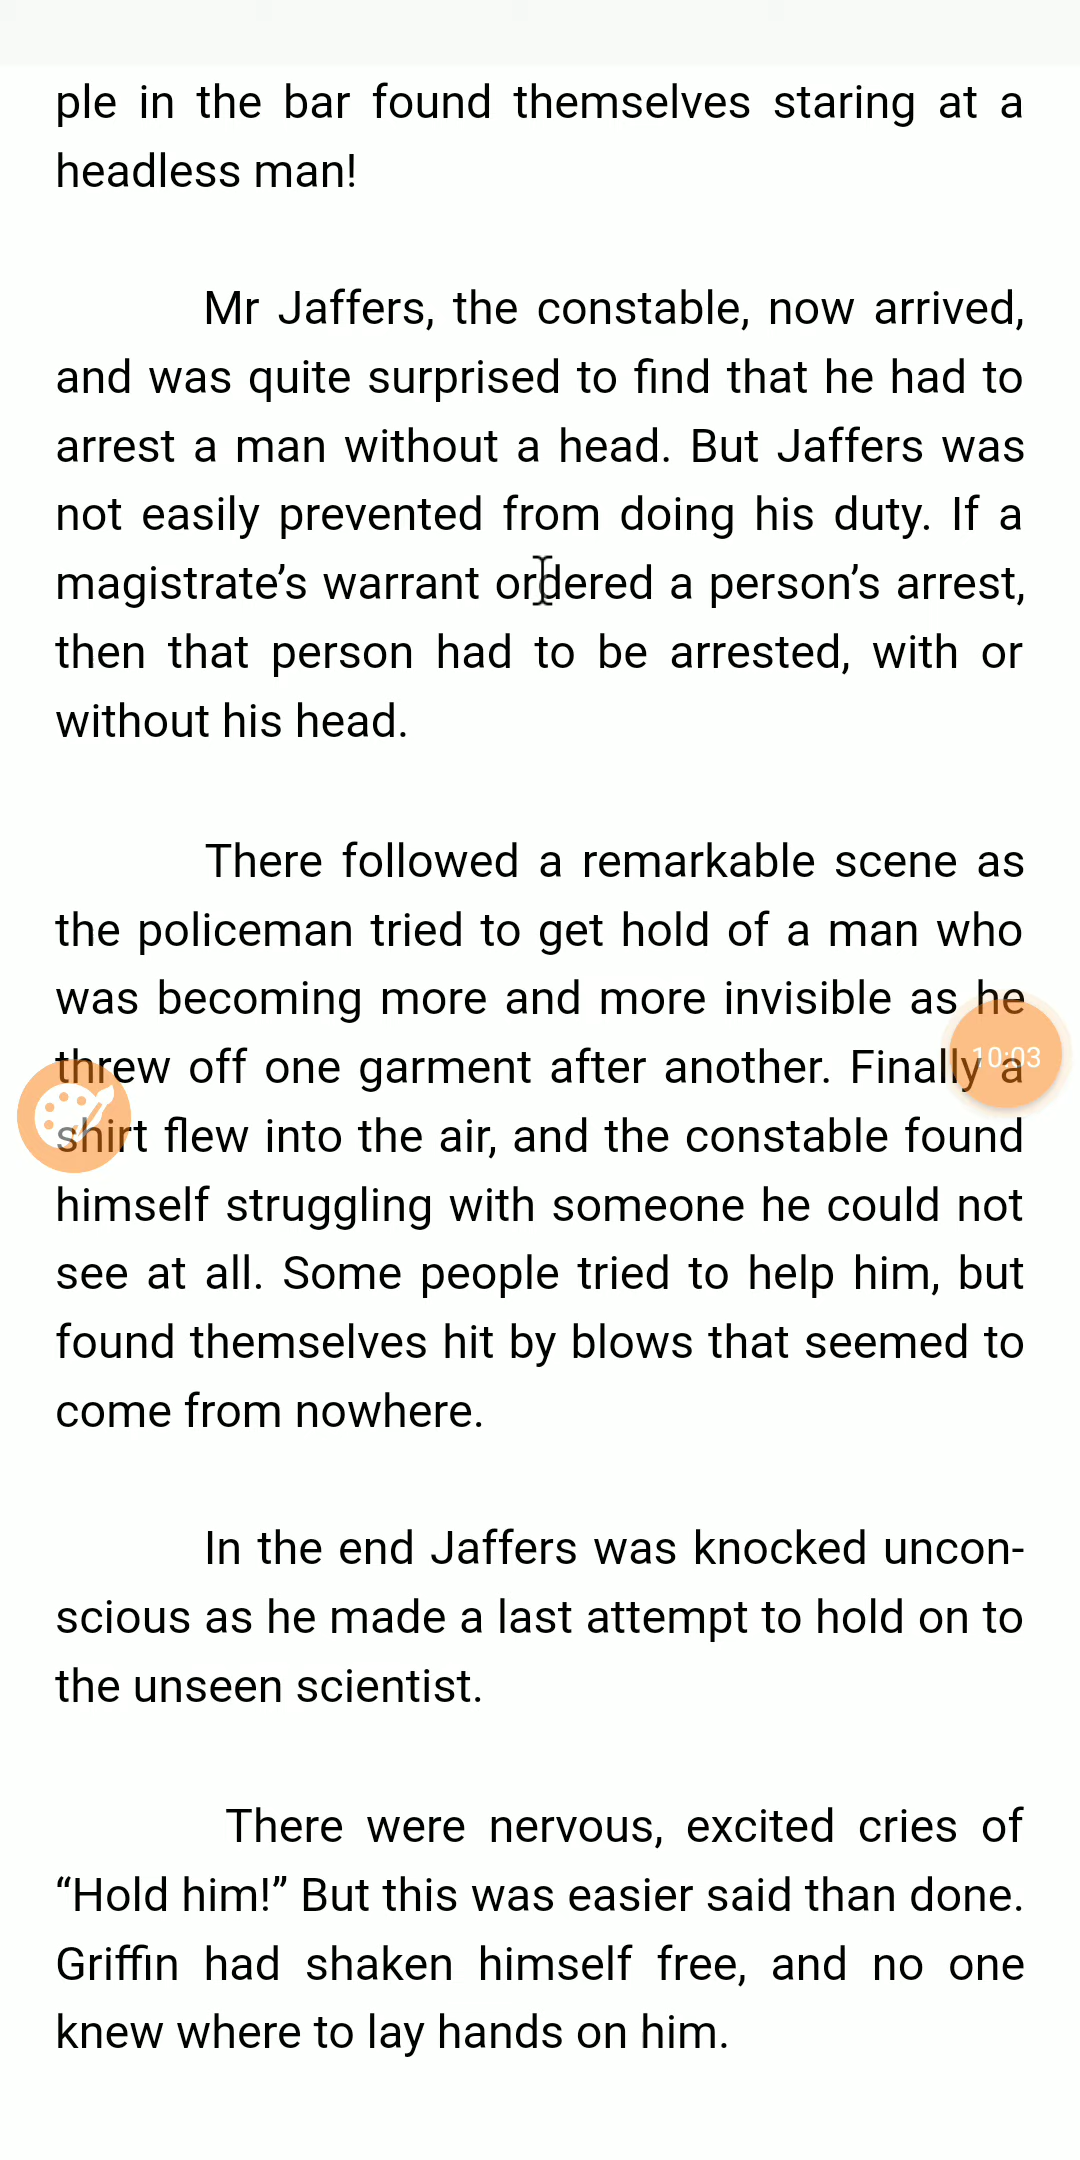 ple in the bar found themselves staring at a
headless man!
Mr Jaffers, the constable, now arrived,
and was quite surprised to find that he had to
arrest a man without a head. But Jaffers was
not easily prevented from doing his duty. If a
magistrate’s warrant ordered a person’s arrest,
then that person had to be arrested, with or
without his head.
There followed a remarkable scene as
the policeman tried to get hold of a man who
was becoming more and more invisible as he
threw off one garment after another. Finally a
10:03
shirt flew into the air, and the constable found
himself struggling with someone he could not
see at all. Some people tried to help him, but
found themselves hit by blows that seemed to
come from nowhere.
In the end Jaffers was knocked uncon-
scious as he made a last attempt to hold on to
the unseen scientist.
There were nervous, excited cries of
“Hold him!” But this was easier said than done.
Griffin had shaken himself free, and no one
knew where to lay hands on him.